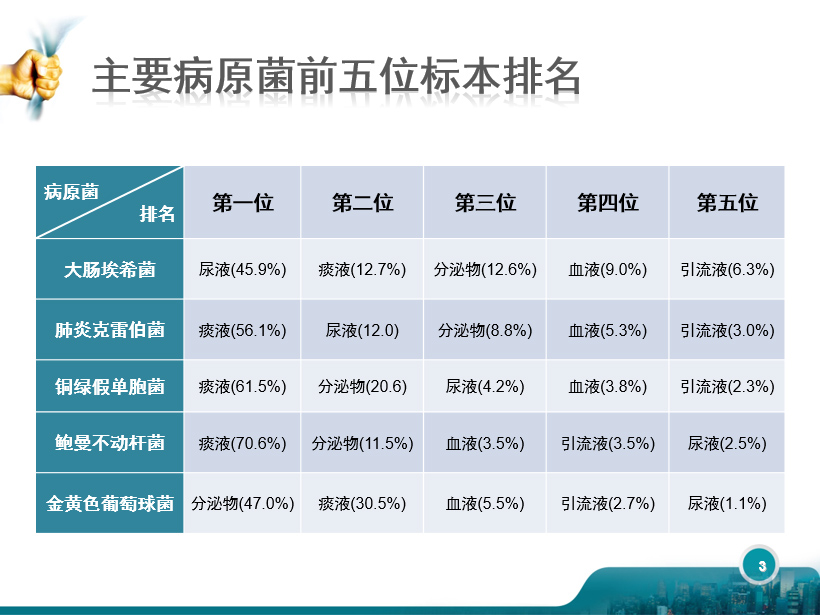 主要病原菌前五位标本排名
病原菌 排名 第一位 第二位 第三位 第四位 第五位
大肠埃希菌 尿液(45.9%) 痰液(12.7%) 分泌物(12.6%) 血液(9.0%) 引流液(6.3%)
肺炎克雷伯菌 痰液(56.1%) 尿液(12.0) 分泌物(8.8%) 血液(5.3%) 引流液(3.0%)
铜绿假单胞菌 痰液(61.5%) 分泌物(20.6) 尿液(4.2%) 血液(3.8%) 引流液(2.3%)
鲍曼不动杆菌 痰液(70.6%) 分泌物(11.5%) 血液(3.5%) 引流液(3.5%) 尿液(2.5%)
金黄色葡萄球菌 分泌物(47.0%) 痰液(30.5%) 血液(5.5%) 引流液(2.7%) 尿液(1.1%)
3